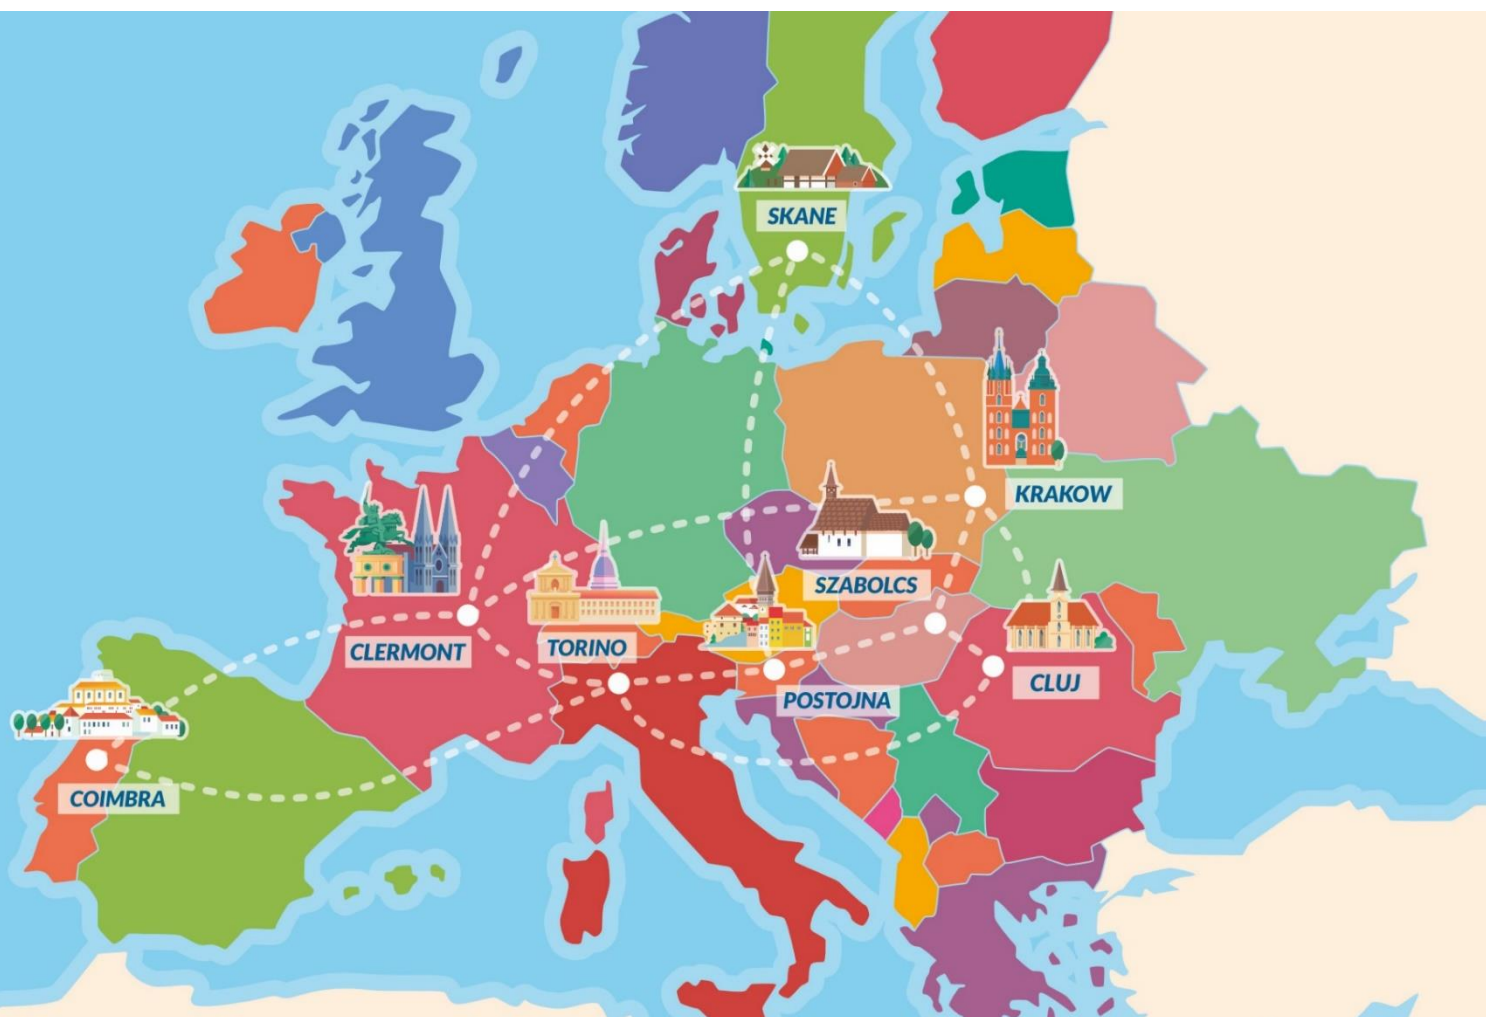 SKANE
KRAKOW
SZABOLCS
CLERMONT
TORINO
CLUJ
POSTOJNA
COIMBRA